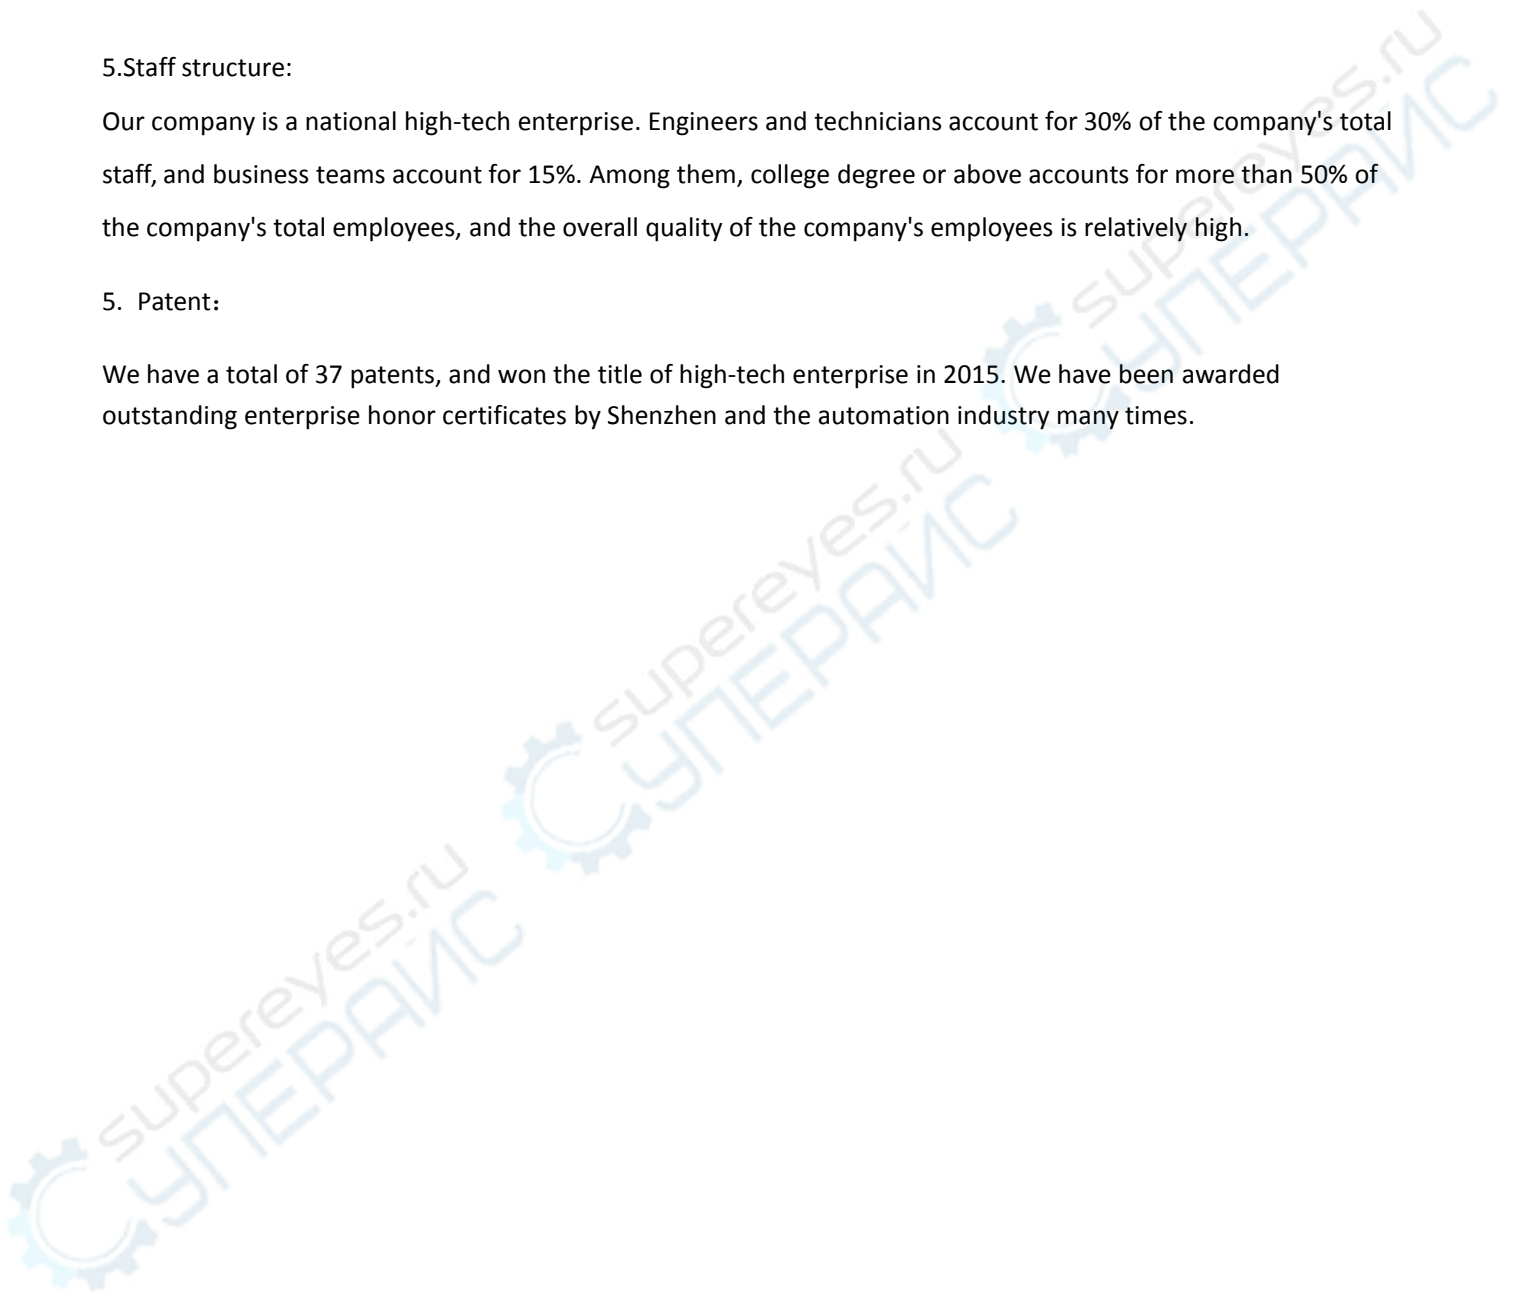 5.Staff structure:
Our company is a national high-tech enterprise. Engineers and technicians account for 30% of the company's total
staff, and business teams account for 15%. Among them, college degree or above accounts for more than 50% of
the company's total employees, and the overall quality of the company's employees is relatively high.
5. Patent：
We have a total of 37 patents, and won the title of high-tech enterprise in 2015. We have been awarded
outstanding enterprise honor certificates by Shenzhen and the automation industry many times.
supereyes.ru
СУПЕРАЙС
supereyes.ru
СУПЕРАЙС
supereyes.ru
СУПЕРАЙС